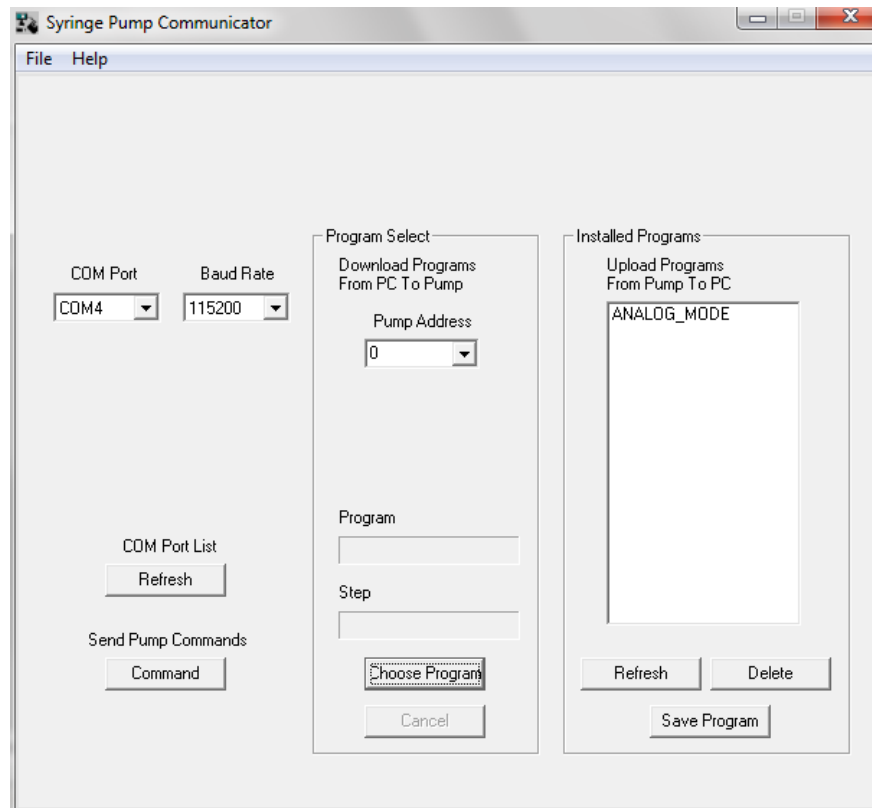 Syringe Pump Communicator
File Help
COM Port
COM4
Baud Rate
115200
COM Port List
Refresh
Send Pump Commands
Command
Program Select
Download Programs
From PC To Pump
Pump Address
0
Program
Step
Choose Program
Cancel
Installed Programs
Upload Programs
From Pump To PC
ANALOG_MODE
Refresh
Delete
Save Program